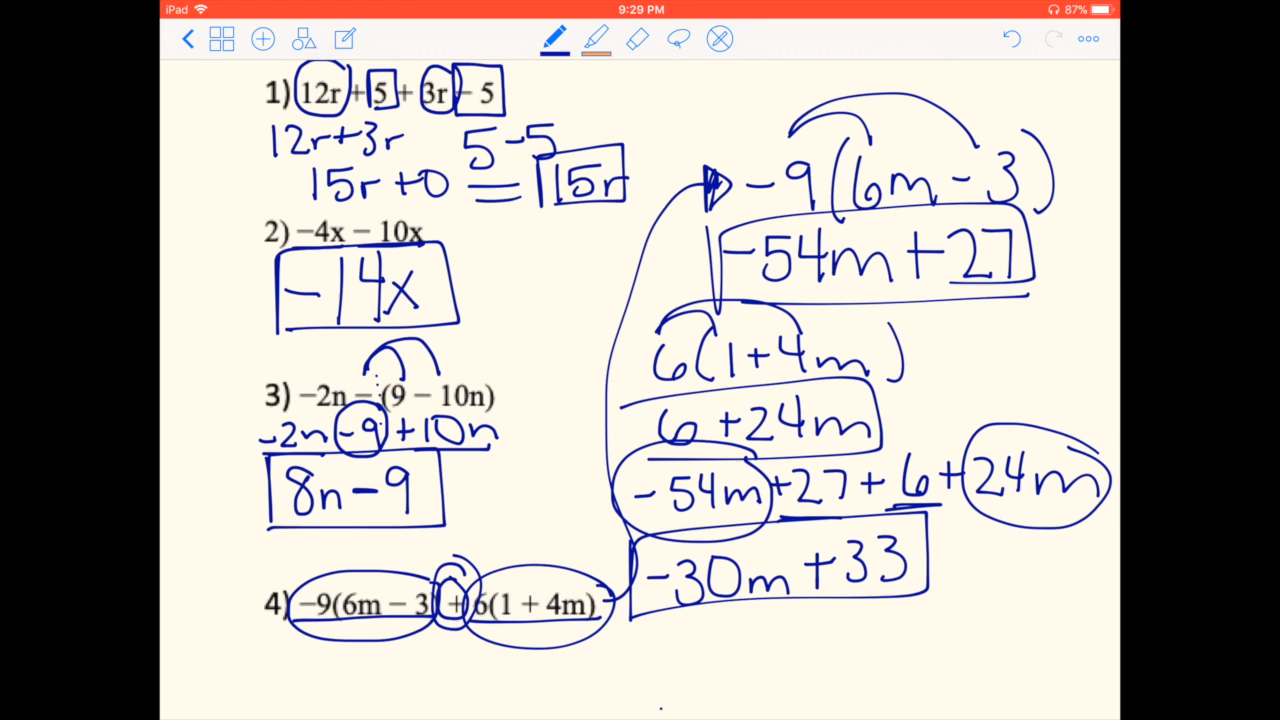 iPad 9:29 PM 87%
1) 12r + 5 + 3r − 5
12r+3r 5-5
15r +0 = 15r
2) −4x − 10x
-14x
3) −2n − (9 − 10n)
-2n -9 +10n
8n-9
4) −9(6m − 3) + 6(1 + 4m)
-9(6m - 3)
-54m+27
6(1+4m)
6+24m
-54m+27+6+24m
-30m+33